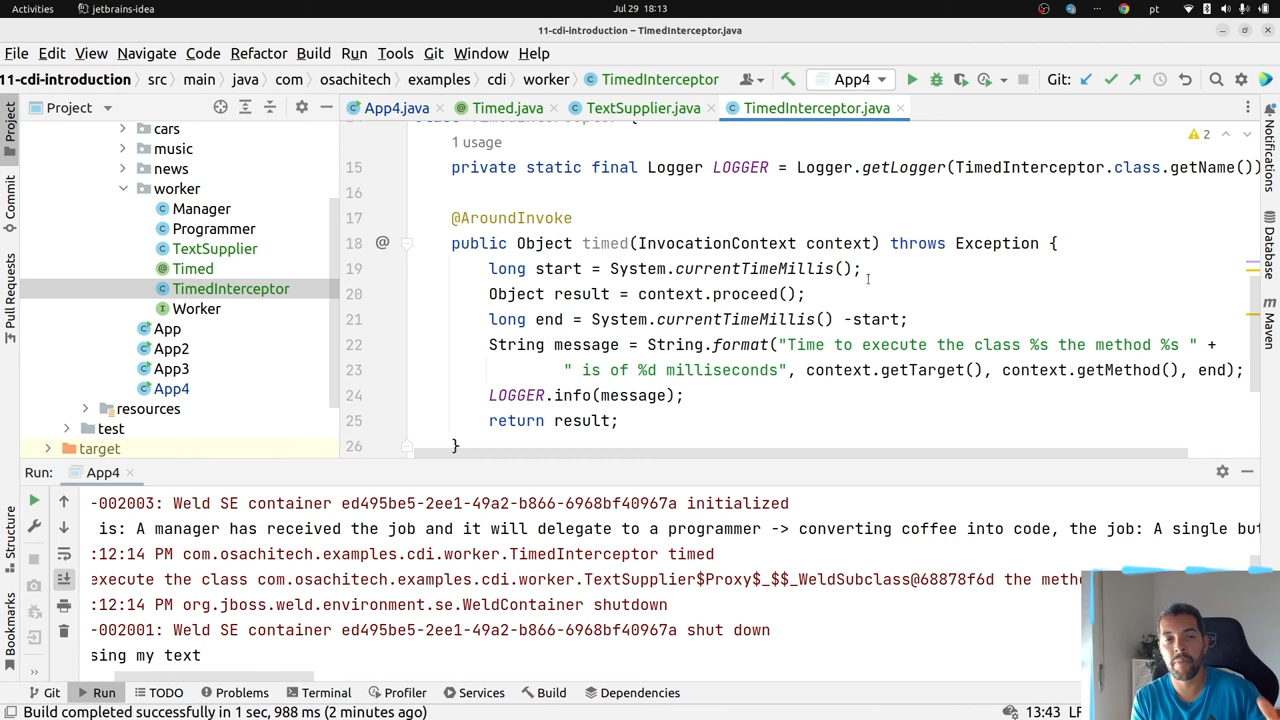 Activities
jetbrains-idea
Jul 29 18:13
pt
11-cdi-introduction – TimedInterceptor.java
File Edit View Navigate Code Refactor Build Run Tools Git Window Help
11-cdi-introduction src main java com osachitech examples cdi worker TimedInterceptor
App4
Git:
Project
App4.java
Timed.java
TextSupplier.java
TimedInterceptor.java
cars
music
news
worker
Manager
Programmer
TextSupplier
Timed
TimedInterceptor
Worker
App
App2
App3
App4
resources
test
target
2
1 usage
15 private static final Logger LOGGER = Logger.getLogger(TimedInterceptor.class.getName())
16
17 @AroundInvoke
18 public Object timed(InvocationContext context) throws Exception {
19 long start = System.currentTimeMillis();
20 Object result = context.proceed();
21 long end = System.currentTimeMillis() -start;
22 String message = String.format("Time to execute the class %s the method %s " +
23 " is of %d milliseconds", context.getTarget(), context.getMethod(), end);
24 LOGGER.info(message);
25 return result;
26 }
Project
Commit
Pull Requests
Structure
Bookmarks
Notifications
Database
Maven
Run: App4
-002003: Weld SE container ed495be5-2ee1-49a2-b866-6968bf40967a initialized
is: A manager has received the job and it will delegate to a programmer -> converting coffee into code, the job: A single but
:12:14 PM com.osachitech.examples.cdi.worker.TimedInterceptor timed
execute the class com.osachitech.examples.cdi.worker.TextSupplier$Proxy$_$$_WeldSubclass@68878f6d the meth
:12:14 PM org.jboss.weld.environment.se.WeldContainer shutdown
-002001: Weld SE container ed495be5-2ee1-49a2-b866-6968bf40967a shut down
sing my text
Git Run TODO Problems Terminal Profiler Services Build Dependencies
Build completed successfully in 1 sec, 988 ms (2 minutes ago)
13:43 LF